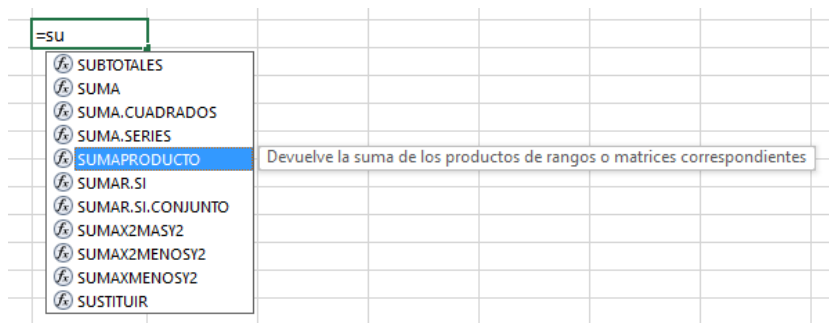 =su
SUBTOTALES
SUMA
SUMA.CUADRADOS
SUMA.SERIES
SUMAPRODUCTO Devuelve la suma de los productos de rangos o matrices correspondientes
SUMAR.SI
SUMAR.SI.CONJUNTO
SUMAX2MASY2
SUMAX2MENOSY2
SUMAXMENOSY2
SUSTITUIR